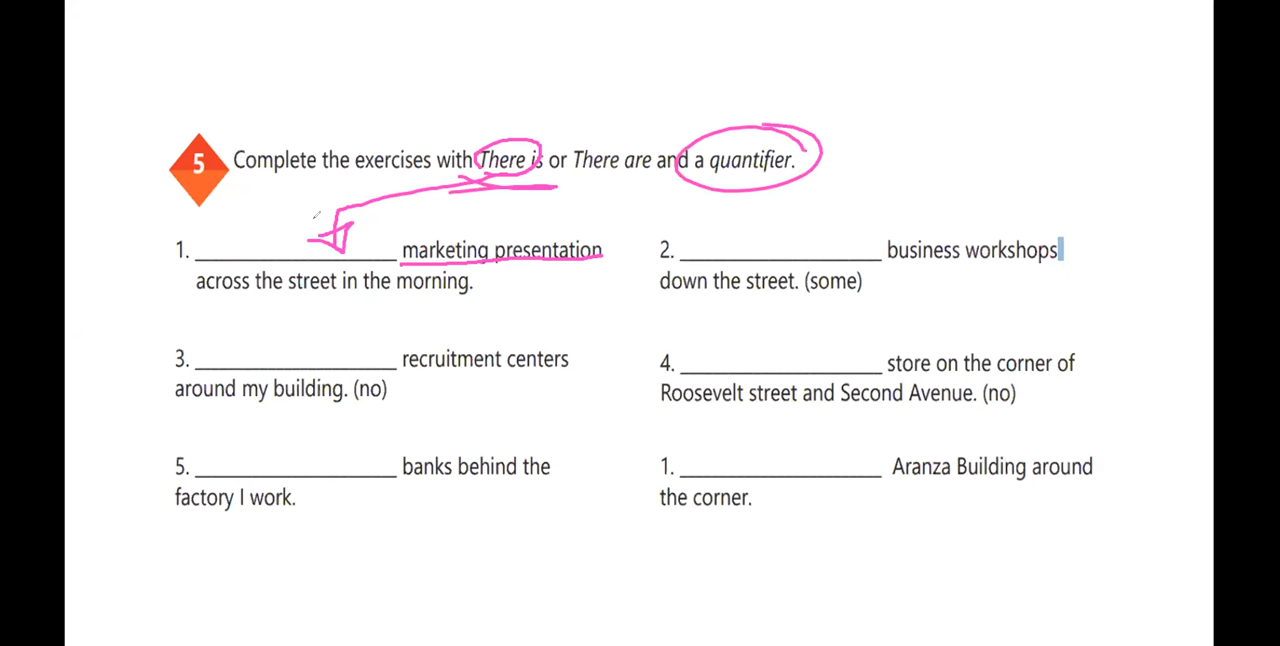 5 Complete the exercises with There is or There are and a quantifier.
1. ____________________ marketing presentation
across the street in the morning.
2. ____________________ business workshops
down the street. (some)
3. ____________________ recruitment centers
around my building. (no)
4. ____________________ store on the corner of
Roosevelt street and Second Avenue. (no)
5. ____________________ banks behind the
factory I work.
1. ____________________ Aranza Building around
the corner.